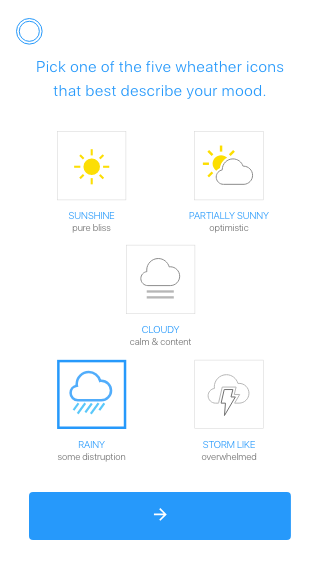 Pick one of the five wheather icons
that best describe your mood.
SUNSHINE
pure bliss
PARTIALLY SUNNY
optimistic
CLOUDY
calm & content
RAINY
some distruption
STORM LIKE
overwhelmed